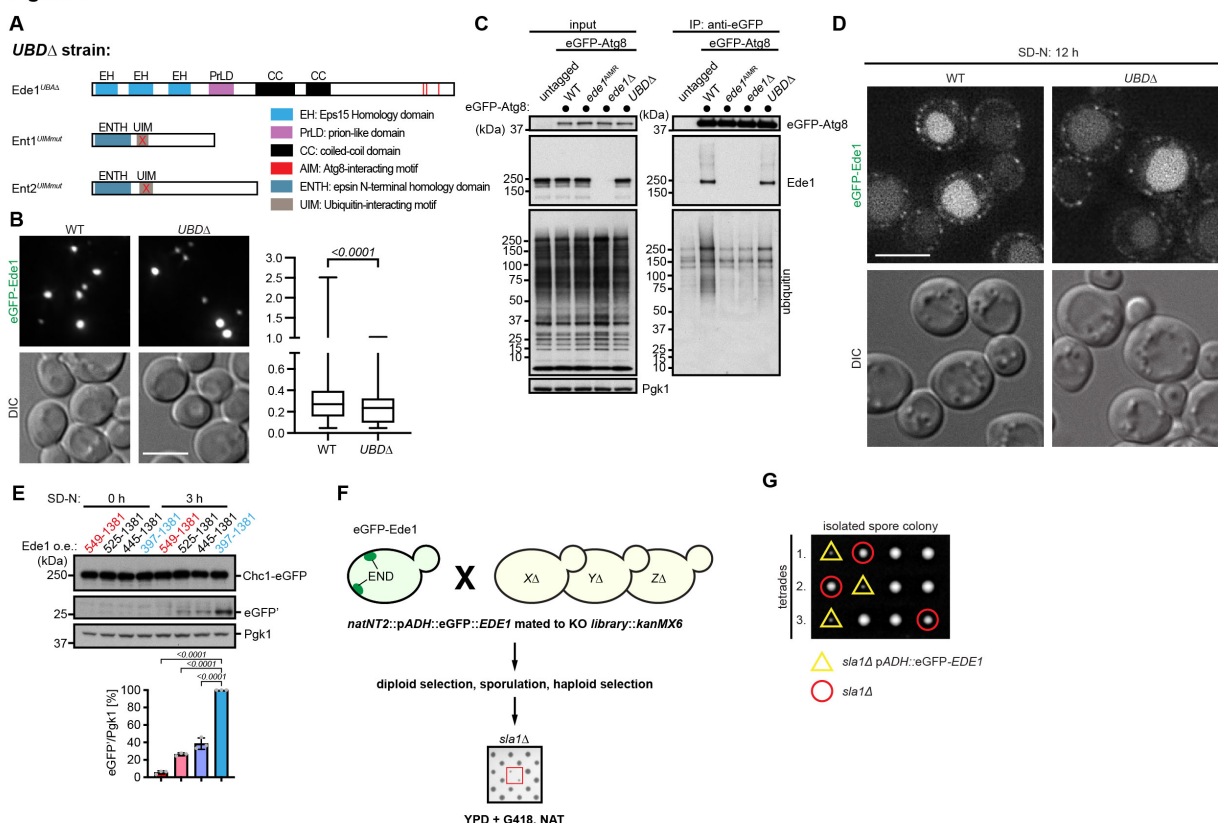 A
UBDΔ strain:
EH EH EH PrLD CC CC
Ede1UBAΔ
ENTH UIM
Ent1UIMmut
X
ENTH UIM
Ent2UIMmut
X
EH: Eps15 Homology domain
PrLD: prion-like domain
CC: coiled-coil domain
AIM: Atg8-interacting motif
ENTH: epsin N-terminal homology domain
UIM: Ubiquitin-interacting motif
B
WT UBDΔ
eGFP-Ede1
DIC
<0.0001
3.0
2.5
2.0
1.5
1.0
0.6
0.4
0.2
0.0
WT UBDΔ
C
input IP: anti-eGFP
eGFP-Atg8 eGFP-Atg8
untagged WT ede1AIMR ede1Δ UBDΔ untagged WT ede1AIMR ede1Δ UBDΔ
eGFP-Atg8:
(kDa) (kDa)
37 37 eGFP-Atg8
250 250 Ede1
150 150
250 250
150 150
100 100
75 75
50 50
37 37
25 25
15 15
10 10
ubiquitin
Pgk1
D
SD-N: 12 h
WT UBDΔ
eGFP-Ede1
DIC
E
SD-N: 0 h 3 h
Ede1 o.e.: 549-1381 525-1381 445-1381 397-1381 549-1381 525-1381 445-1381 397-1381
(kDa)
250 Chc1-eGFP
25 eGFP'
37 Pgk1
<0.0001
<0.0001
<0.0001
eGFP'/Pgk1 [%]
100
80
60
40
20
0
F
eGFP-Ede1
END
X
XΔ YΔ ZΔ
natNT2::pADH::eGFP::EDE1 mated to KO library::kanMX6
diploid selection, sporulation, haploid selection
sla1Δ
YPD + G418, NAT
G
isolated spore colony
tetrades
1.
2.
3.
sla1Δ pADH::eGFP-EDE1
sla1Δ